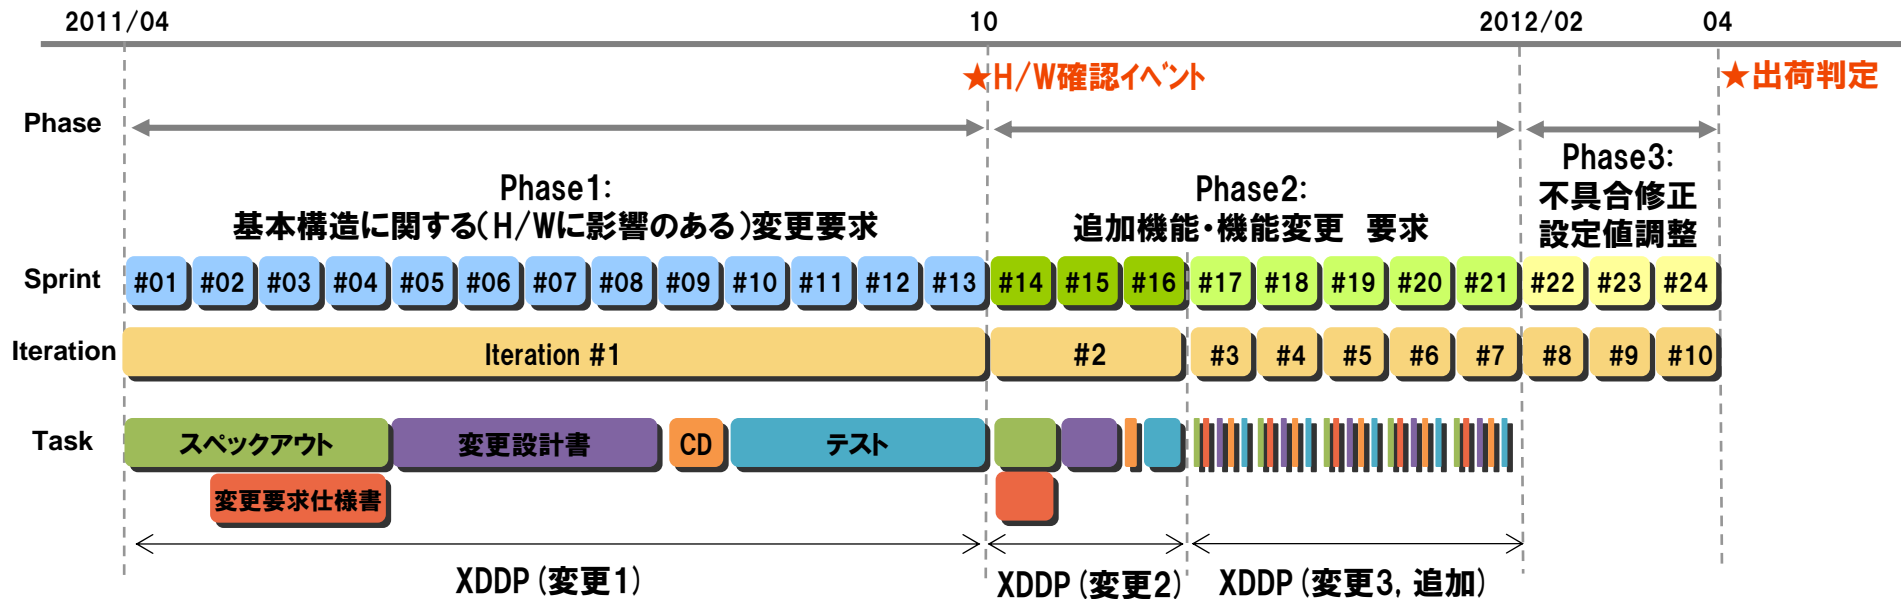 2011/04
10
2012/02
04
★H/W確認イベント
★出荷判定
Phase
Phase1:
基本構造に関する(H/Wに影響のある)変更要求
Phase2:
追加機能・機能変更 要求
Phase3:
不具合修正
設定値調整
Sprint
#01
#02
#03
#04
#05
#06
#07
#08
#09
#10
#11
#12
#13
#14
#15
#16
#17
#18
#19
#20
#21
#22
#23
#24
Iteration
Iteration #1
#2
#3
#4
#5
#6
#7
#8
#9
#10
Task
スペックアウト
変更設計書
CD
テスト
変更要求仕様書
XDDP(変更1)
XDDP(変更2)
XDDP(変更3, 追加)